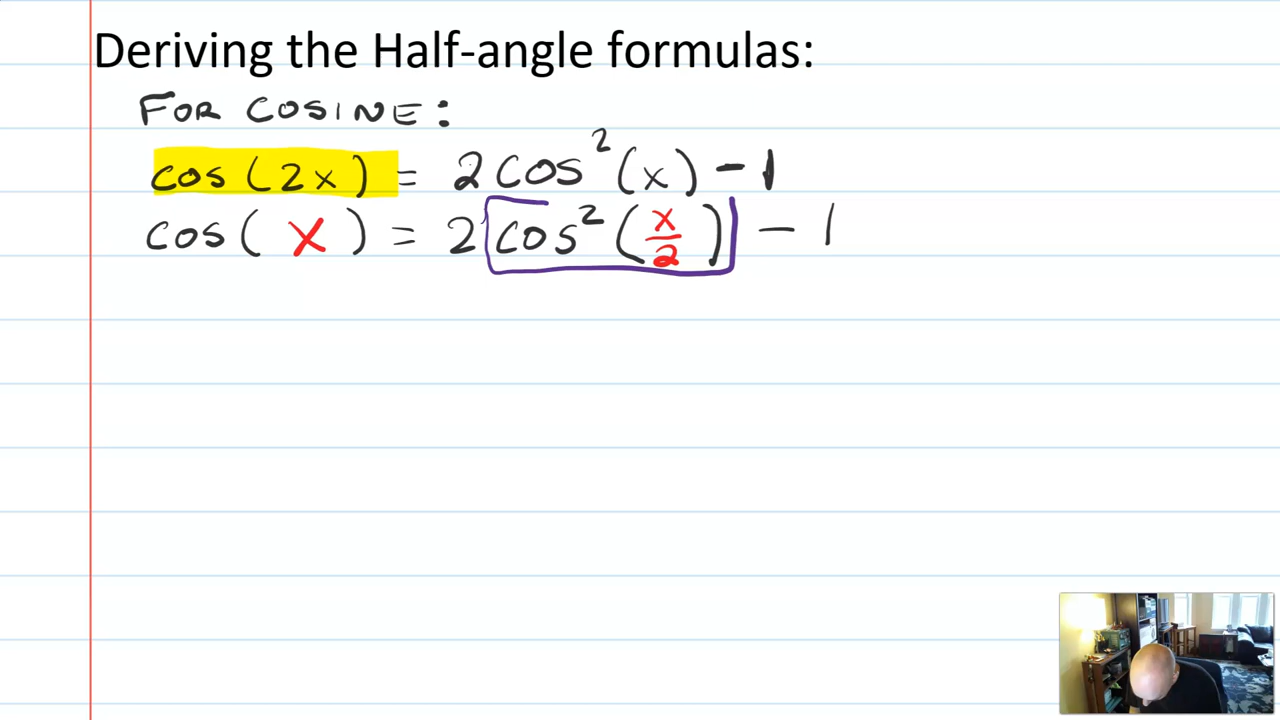 Deriving the Half-angle formulas:
FOR COSINE:
cos(2x) = 2cos²(x) - 1
cos( x ) = 2cos²(x/2) - 1